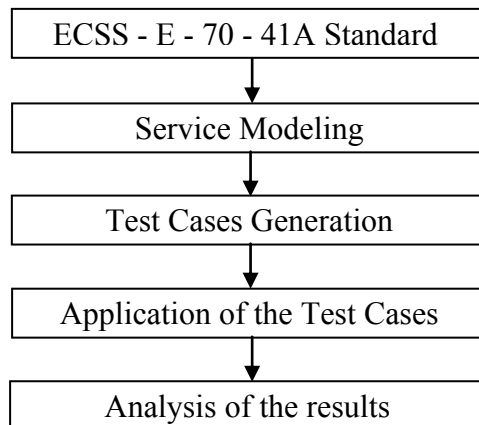 ECSS - E - 70 - 41A Standard
Service Modeling
Test Cases Generation
Application of the Test Cases
Analysis of the results